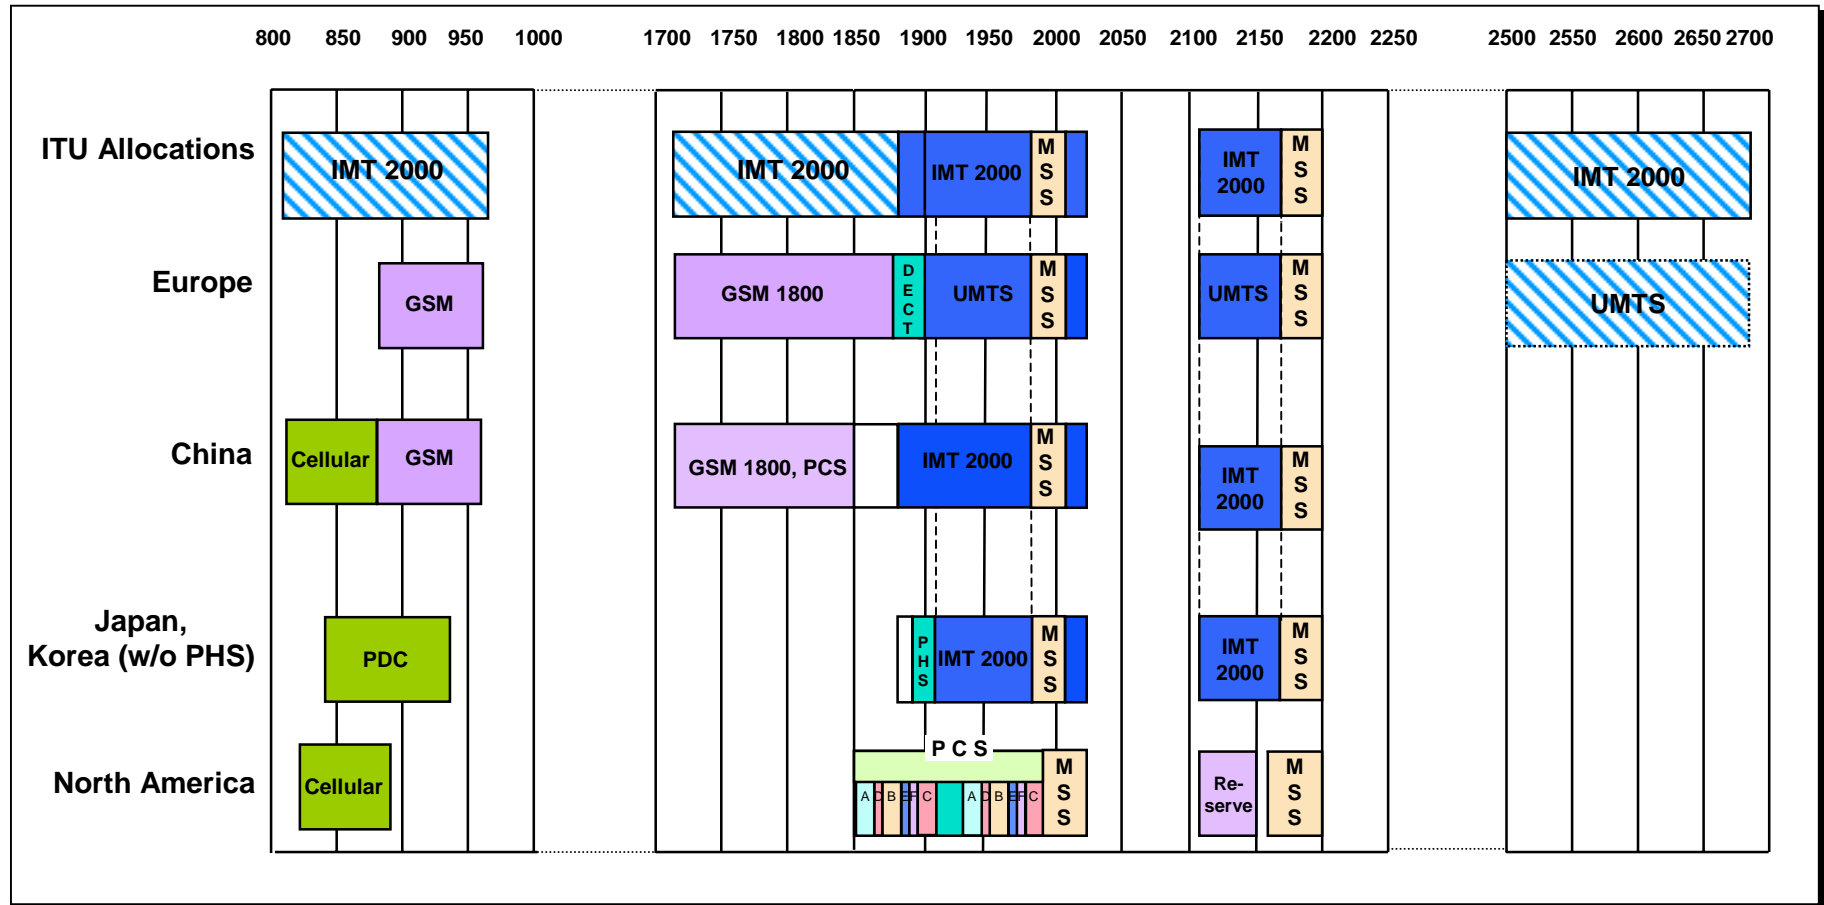 800 850 900 950 1000 1700 1750 1800 1850 1900 1950 2000 2050 2100 2150 2200 2250 2500 2550 2600 2650 2700
ITU Allocations
IMT 2000
IMT 2000
IMT 2000
M
S
S
IMT
2000
M
S
S
IMT 2000
Europe
GSM
GSM 1800
D
E
C
T
UMTS
M
S
S
UMTS
M
S
S
UMTS
China
Cellular
GSM
GSM 1800, PCS
IMT 2000
M
S
S
IMT
2000
M
S
S
Japan,
Korea (w/o PHS)
PDC
P
H
S
IMT 2000
M
S
S
IMT
2000
M
S
S
North America
Cellular
P C S
A D B E F C A D B E F C
M
S
S
Re-
serve
M
S
S